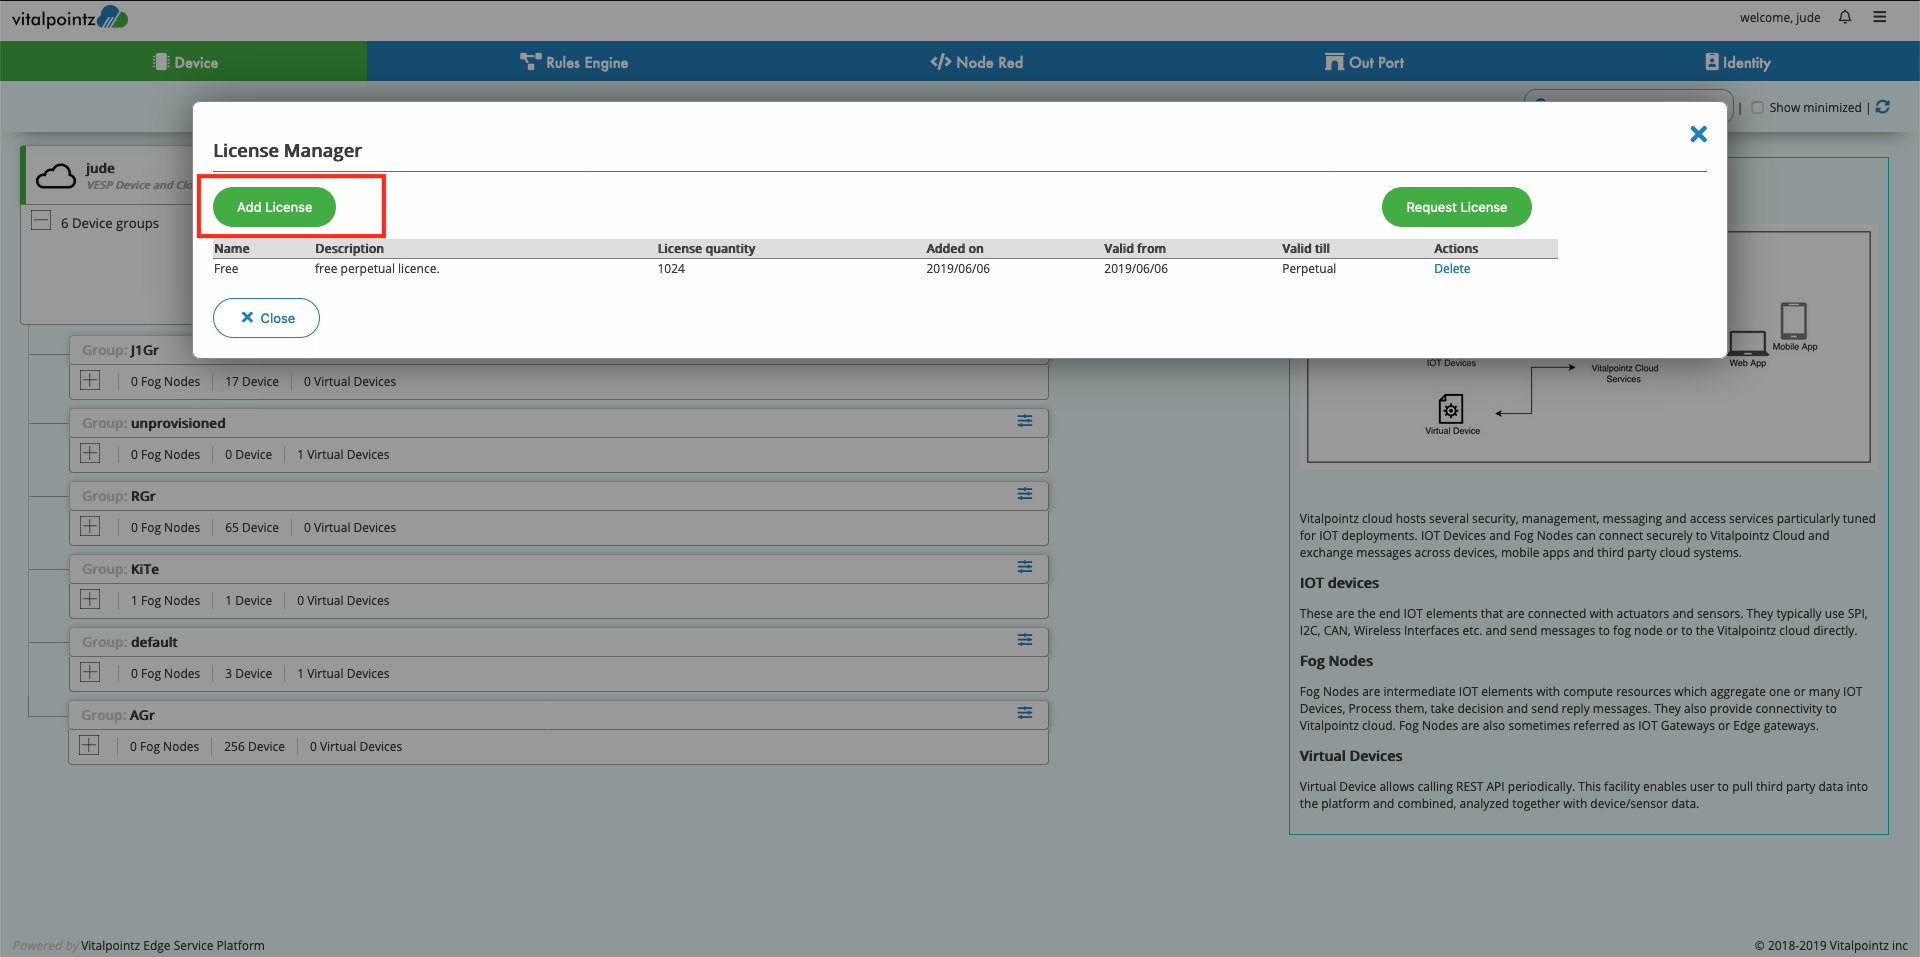 vitalpointz
welcome, jude
Device
Rules Engine
Node Red
Out Port
Identity
| Show minimized |
License Manager
Add License
Request License
Name Description License quantity Added on Valid from Valid till Actions
Free free perpetual licence. 1024 2019/06/06 2019/06/06 Perpetual Delete
Close
jude
VESP Device and Clo
6 Device groups
Group: J1Gr
0 Fog Nodes 17 Device 0 Virtual Devices
Group: unprovisioned
0 Fog Nodes 0 Device 1 Virtual Devices
Group: RGr
0 Fog Nodes 65 Device 0 Virtual Devices
Group: KiTe
1 Fog Nodes 1 Device 0 Virtual Devices
Group: default
0 Fog Nodes 3 Device 1 Virtual Devices
Group: AGr
0 Fog Nodes 256 Device 0 Virtual Devices
Mobile App
Web App
IOT Devices
Vitalpointz Cloud
Services
Virtual Device
Vitalpointz cloud hosts several security, management, messaging and access services particularly tuned
for IOT deployments. IOT Devices and Fog Nodes can connect securely to Vitalpointz Cloud and
exchange messages across devices, mobile apps and third party cloud systems.
IOT devices
These are the end IOT elements that are connected with actuators and sensors. They typically use SPI,
I2C, CAN, Wireless Interfaces etc. and send messages to fog node or to the Vitalpointz cloud directly.
Fog Nodes
Fog Nodes are intermediate IOT elements with compute resources which aggregate one or many IOT
Devices, Process them, take decision and send reply messages. They also provide connectivity to
Vitalpointz cloud. Fog Nodes are also sometimes referred as IOT Gateways or Edge gateways.
Virtual Devices
Virtual Device allows calling REST API periodically. This facility enables user to pull third party data into
the platform and combined, analyzed together with device/sensor data.
Powered by Vitalpointz Edge Service Platform
© 2018-2019 Vitalpointz inc